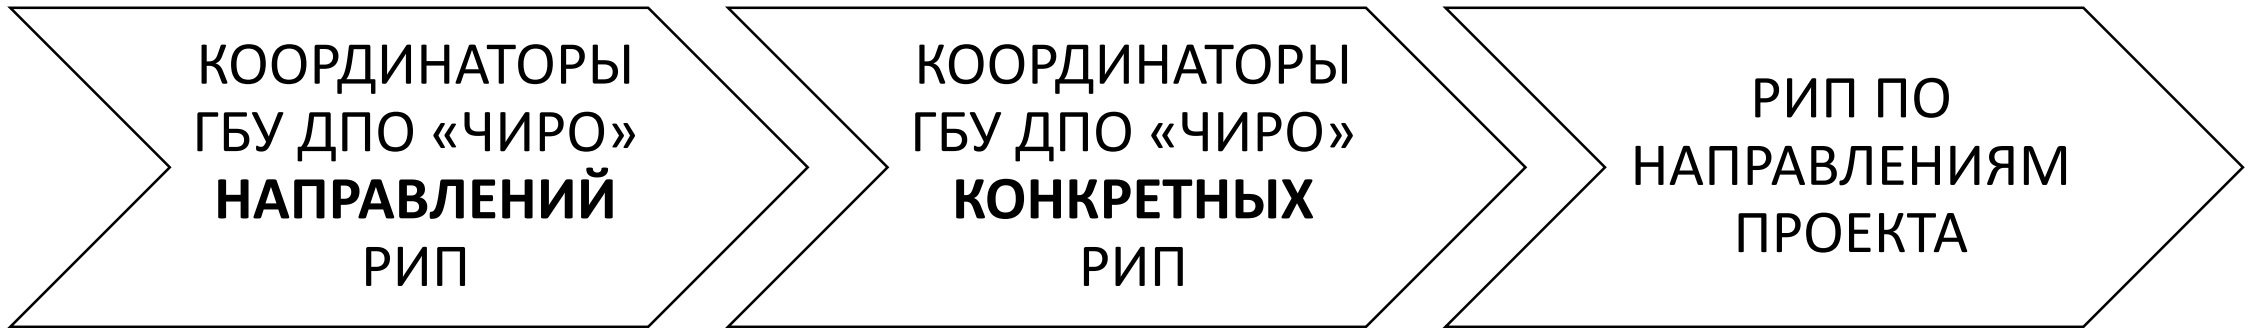 КООРДИНАТОРЫ
ГБУ ДПО «ЧИРО»
НАПРАВЛЕНИЙ
РИП
КООРДИНАТОРЫ
ГБУ ДПО «ЧИРО»
КОНКРЕТНЫХ
РИП
РИП ПО
НАПРАВЛЕНИЯМ
ПРОЕКТА